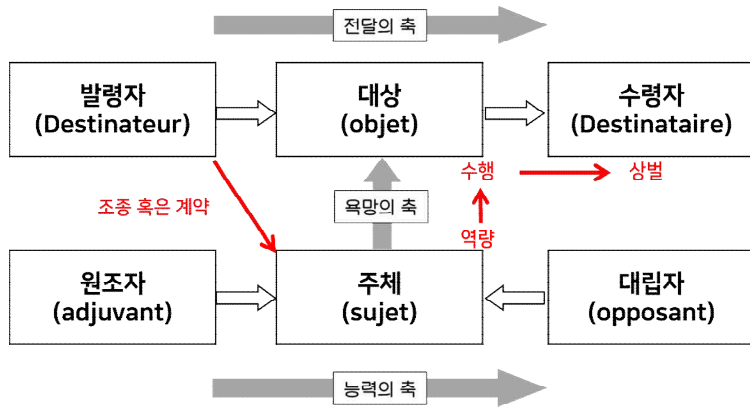 전달의 축
발령자
(Destinateur)
대상
(objet)
수령자
(Destinataire)
수행
상벌
조종 혹은 계약
욕망의 축
역량
원조자
(adjuvant)
주체
(sujet)
대립자
(opposant)
능력의 축